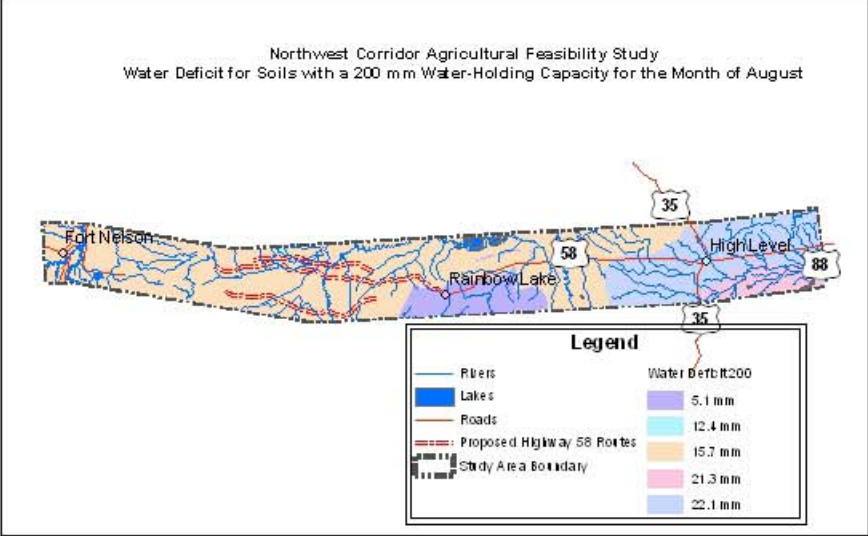 Northwest Corridor Agricultural Feasibility Study
Water Deficit for Soils with a 200 mm Water-Holding Capacity for the Month of August
35
Fort Nelson
58
High Level
88
Rainbow Lake
35
Legend
Rivers
Lakes
Roads
Proposed Highway 58 Routes
Study Area Boundary
Water Deficit200
5.1 mm
12.4 mm
15.7 mm
21.3 mm
22.1 mm